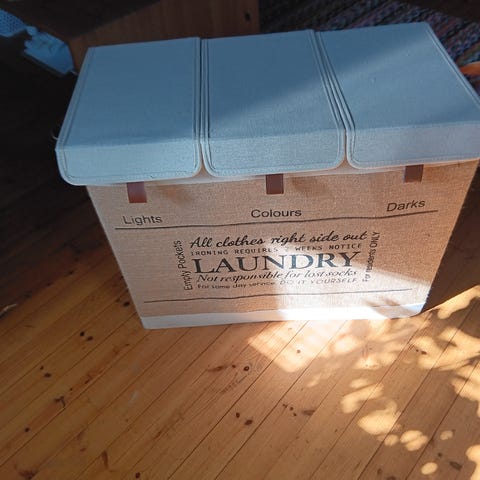 Lights
Colours
Darks
All clothes right side out
IRONING REQUIRES 2 WEEKS NOTICE
LAUNDRY
Not responsible for lost socks
For same day service, DO IT YOURSELF
Empty Pockets
For residents ONLY